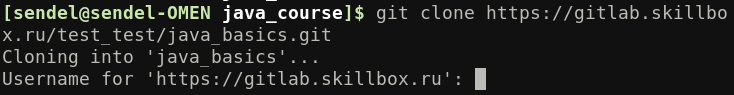 [sendel@sendel-OMEN java_course]$ git clone https://gitlab.skillbo
x.ru/test_test/java_basics.git
Cloning into 'java_basics'...
Username for 'https://gitlab.skillbox.ru':